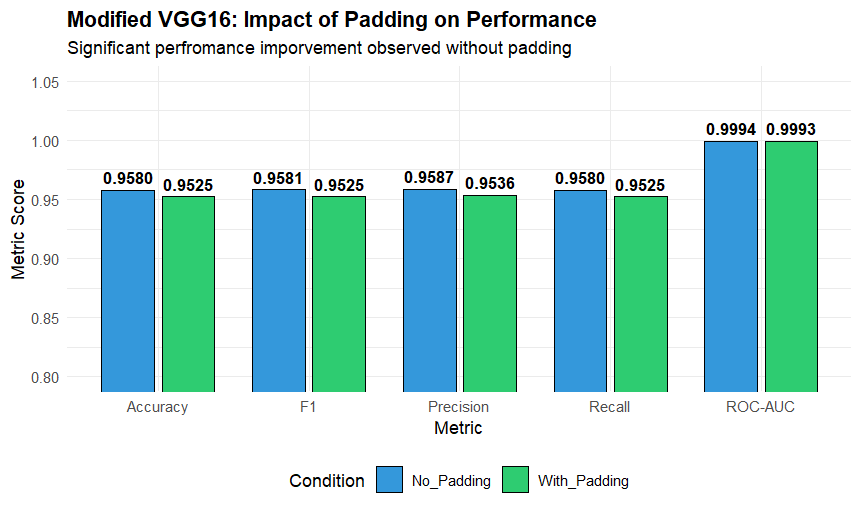 Modified VGG16: Impact of Padding on Performance
Significant perfromance imporvement observed without padding
1.05
1.00
0.95
0.90
0.85
0.80
Metric Score
0.9580 0.9525 0.9581 0.9525 0.9587 0.9536 0.9580 0.9525 0.9994 0.9993
Accuracy F1 Precision Recall ROC-AUC
Metric
Condition No_Padding With_Padding